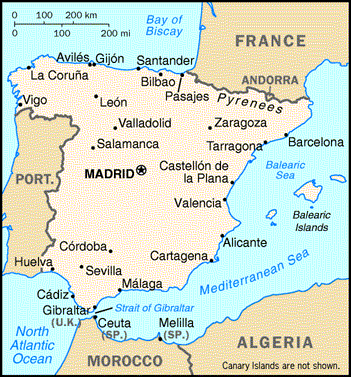 0 100 200 km
0 100 200 mi
Bay of
Biscay
FRANCE
Avilés
Gijón
Santander
La Coruña
Bilbao
ANDORRA
Vigo
León
Pasajes
Pyrenees
Valladolid
Zaragoza
Salamanca
Tarragona
Barcelona
MADRID
Castellón de
la Plana
Balearic
Sea
PORT.
Valencia
Balearic
Islands
Córdoba
Alicante
Huelva
Sevilla
Cartagena
Mediterranean Sea
Cádiz
Málaga
Gibraltar
(U.K.)
Strait of Gibraltar
North
Atlantic
Ocean
Ceuta
(SP.)
Melilla
(SP.)
ALGERIA
MOROCCO
Canary Islands are not shown.